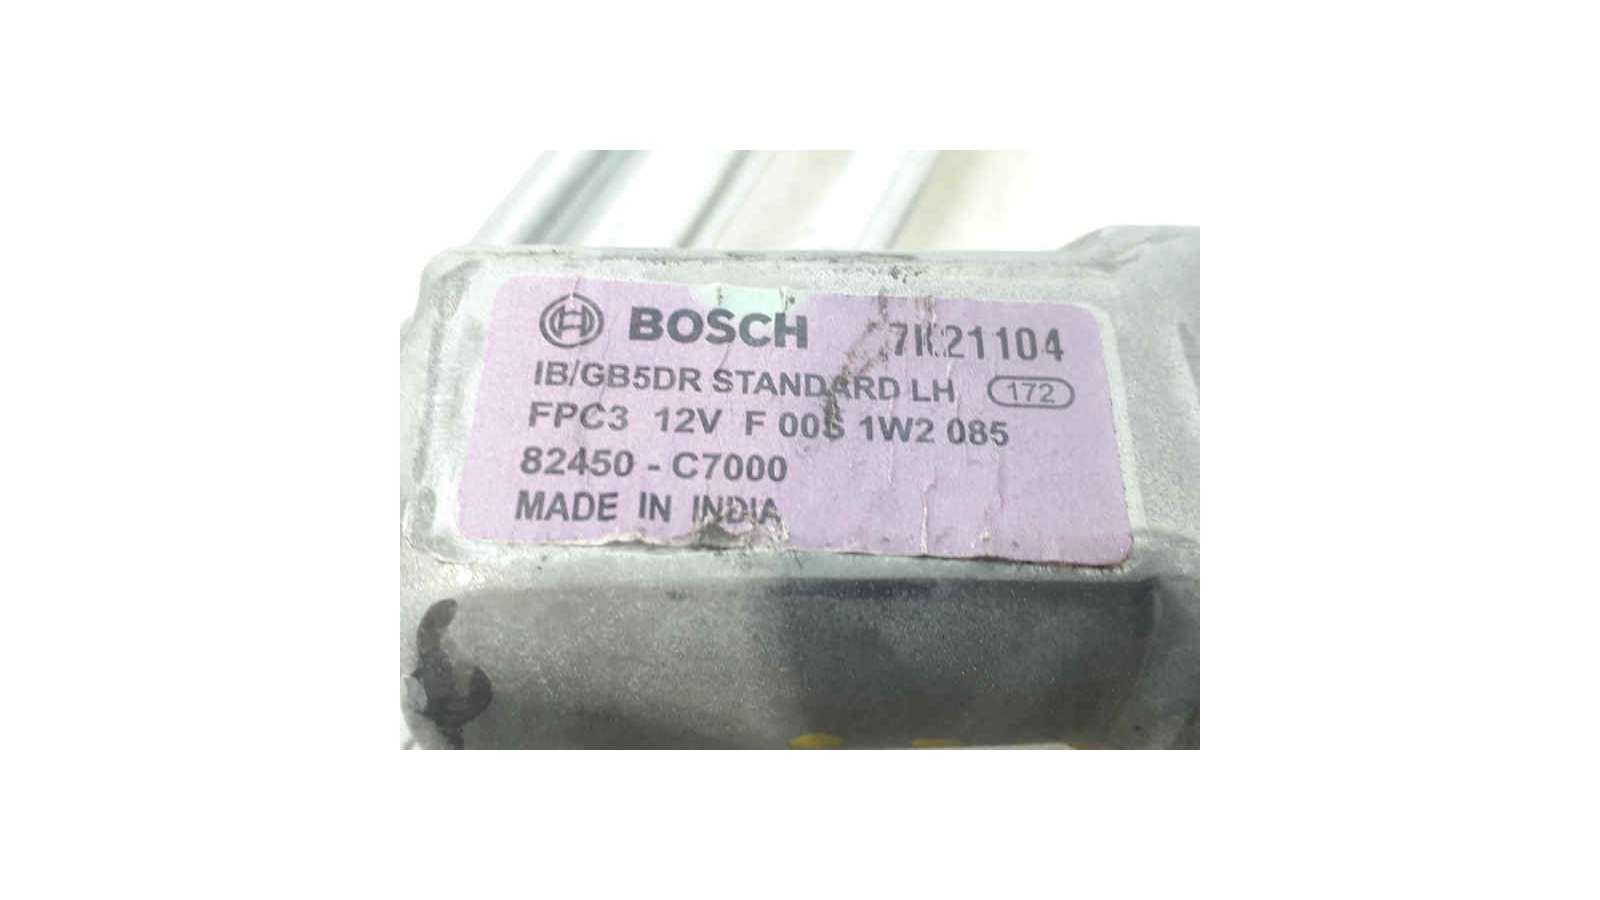 BOSCH 7K21104
IB/GB5DR STANDARD LH 172
FPC3 12V F 00S 1W2 085
82450 - C7000
MADE IN INDIA